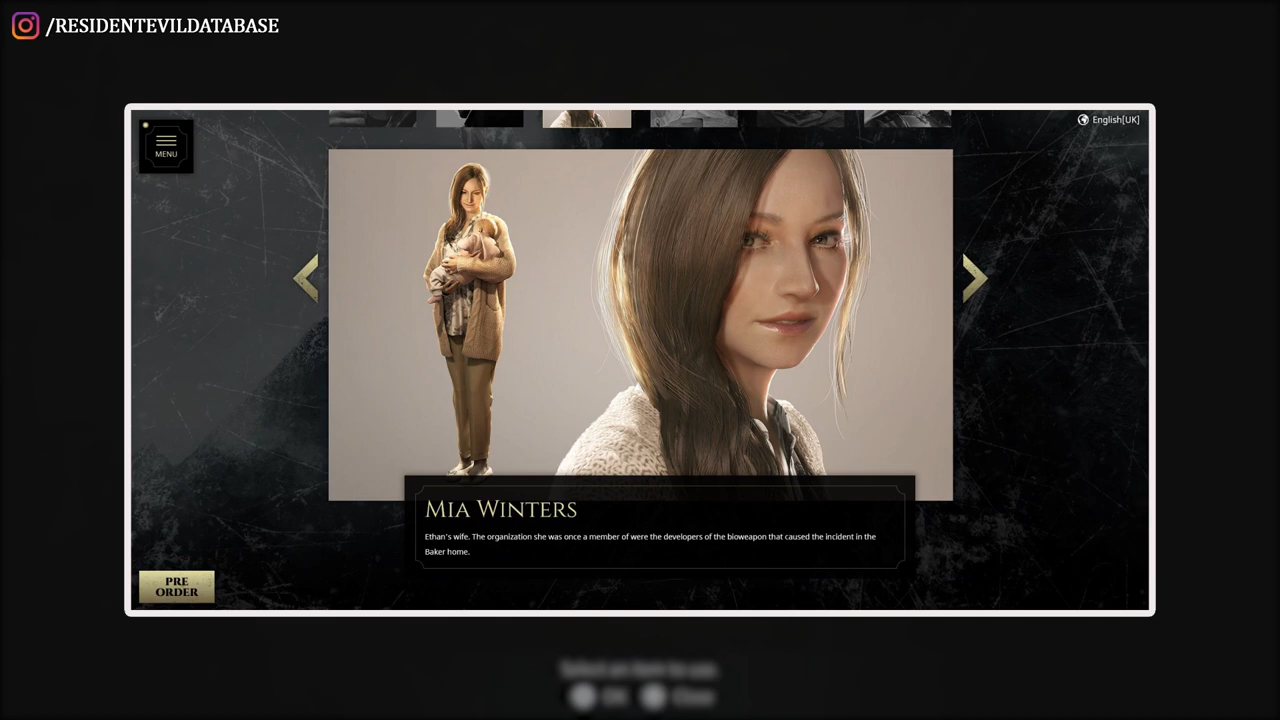 /RESIDENTEVILDATABASE
English[UK]
MENU
MIA WINTERS
Ethan's wife. The organization she was once a member of were the developers of the bioweapon that caused the incident in the
Baker home.
PRE
ORDER